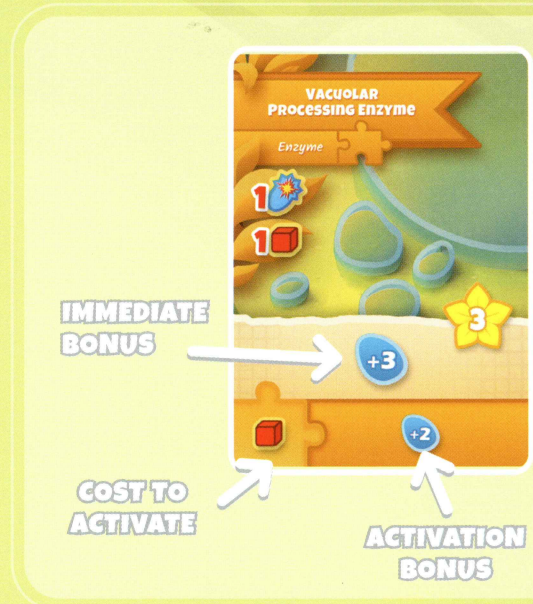 VACUOLAR
PROCESSING ENZYME
Enzyme
1
1
3
IMMEDIATE
BONUS
+3
+2
COST TO
ACTIVATE
ACTIVATION
BONUS